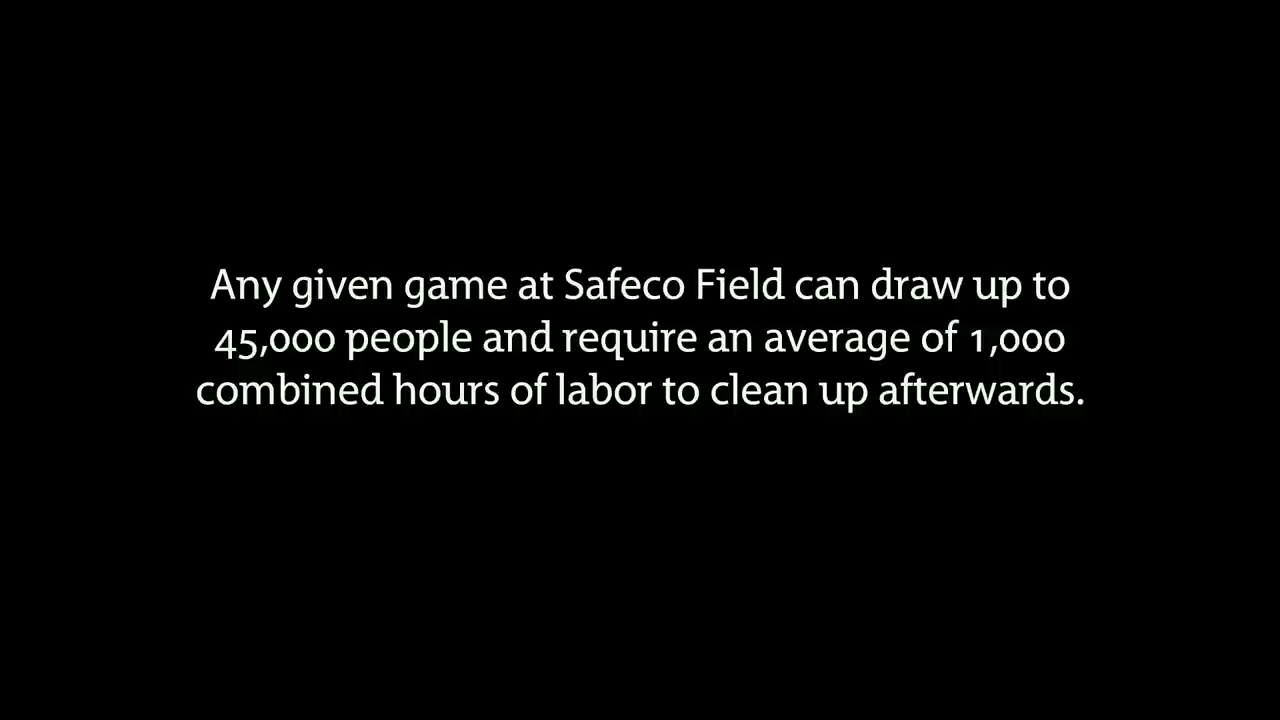 Any given game at Safeco Field can draw up to
45,000 people and require an average of 1,000
combined hours of labor to clean up afterwards.